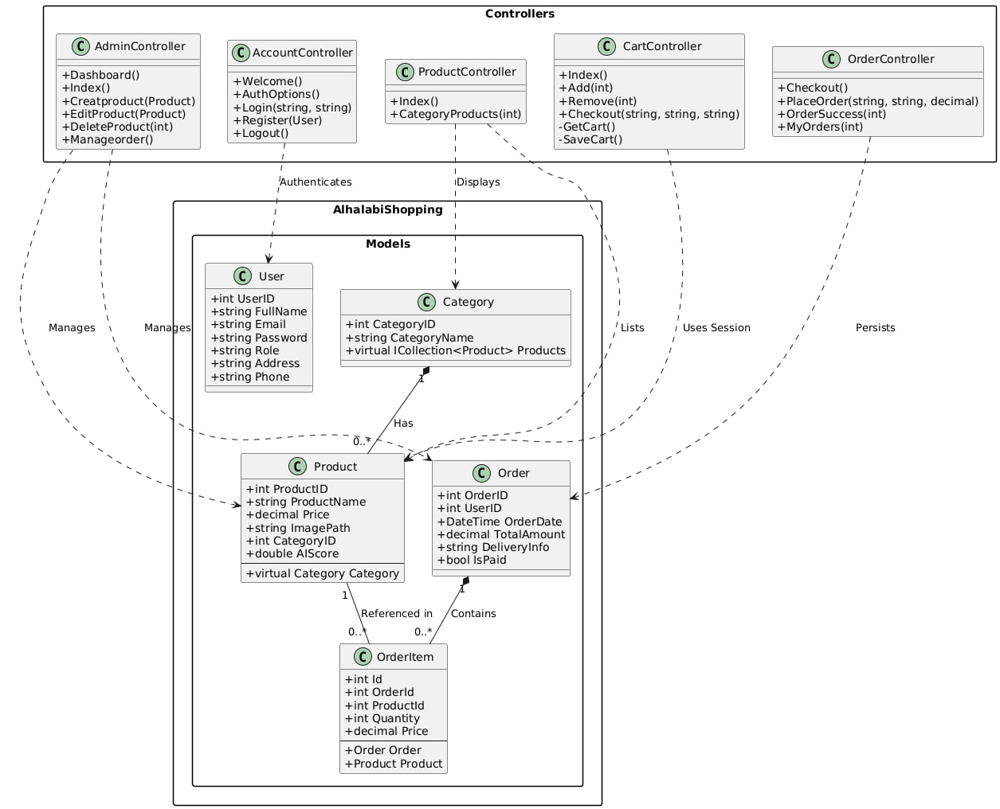 Controllers
C AdminController
+Dashboard()
+Index()
+Creatproduct(Product)
+EditProduct(Product)
+DeleteProduct(int)
+Manageorder()
C AccountController
+Welcome()
+AuthOptions()
+Login(string, string)
+Register(User)
+Logout()
C ProductController
+Index()
+CategoryProducts(int)
C CartController
+Index()
+Add(int)
+Remove(int)
+Checkout(string, string, string)
-GetCart()
-SaveCart()
C OrderController
+Checkout()
+PlaceOrder(string, string, decimal)
+OrderSuccess(int)
+MyOrders(int)
Authenticates
Displays
AlhalabiShopping
Models
C User
+int UserID
+string FullName
+string Email
+string Password
+string Role
+string Address
+string Phone
C Category
+int CategoryID
+string CategoryName
+virtual ICollection<Product> Products
Manages
Manages
Lists
Uses Session
Persists
1
Has
0..*
C Product
+int ProductID
+string ProductName
+decimal Price
+string ImagePath
+int CategoryID
+double AIScore
+virtual Category Category
C Order
+int OrderID
+int UserID
+DateTime OrderDate
+decimal TotalAmount
+string DeliveryInfo
+bool IsPaid
1
1
Referenced in
Contains
0..*
0..*
C OrderItem
+int Id
+int OrderId
+int ProductId
+int Quantity
+decimal Price
+Order Order
+Product Product